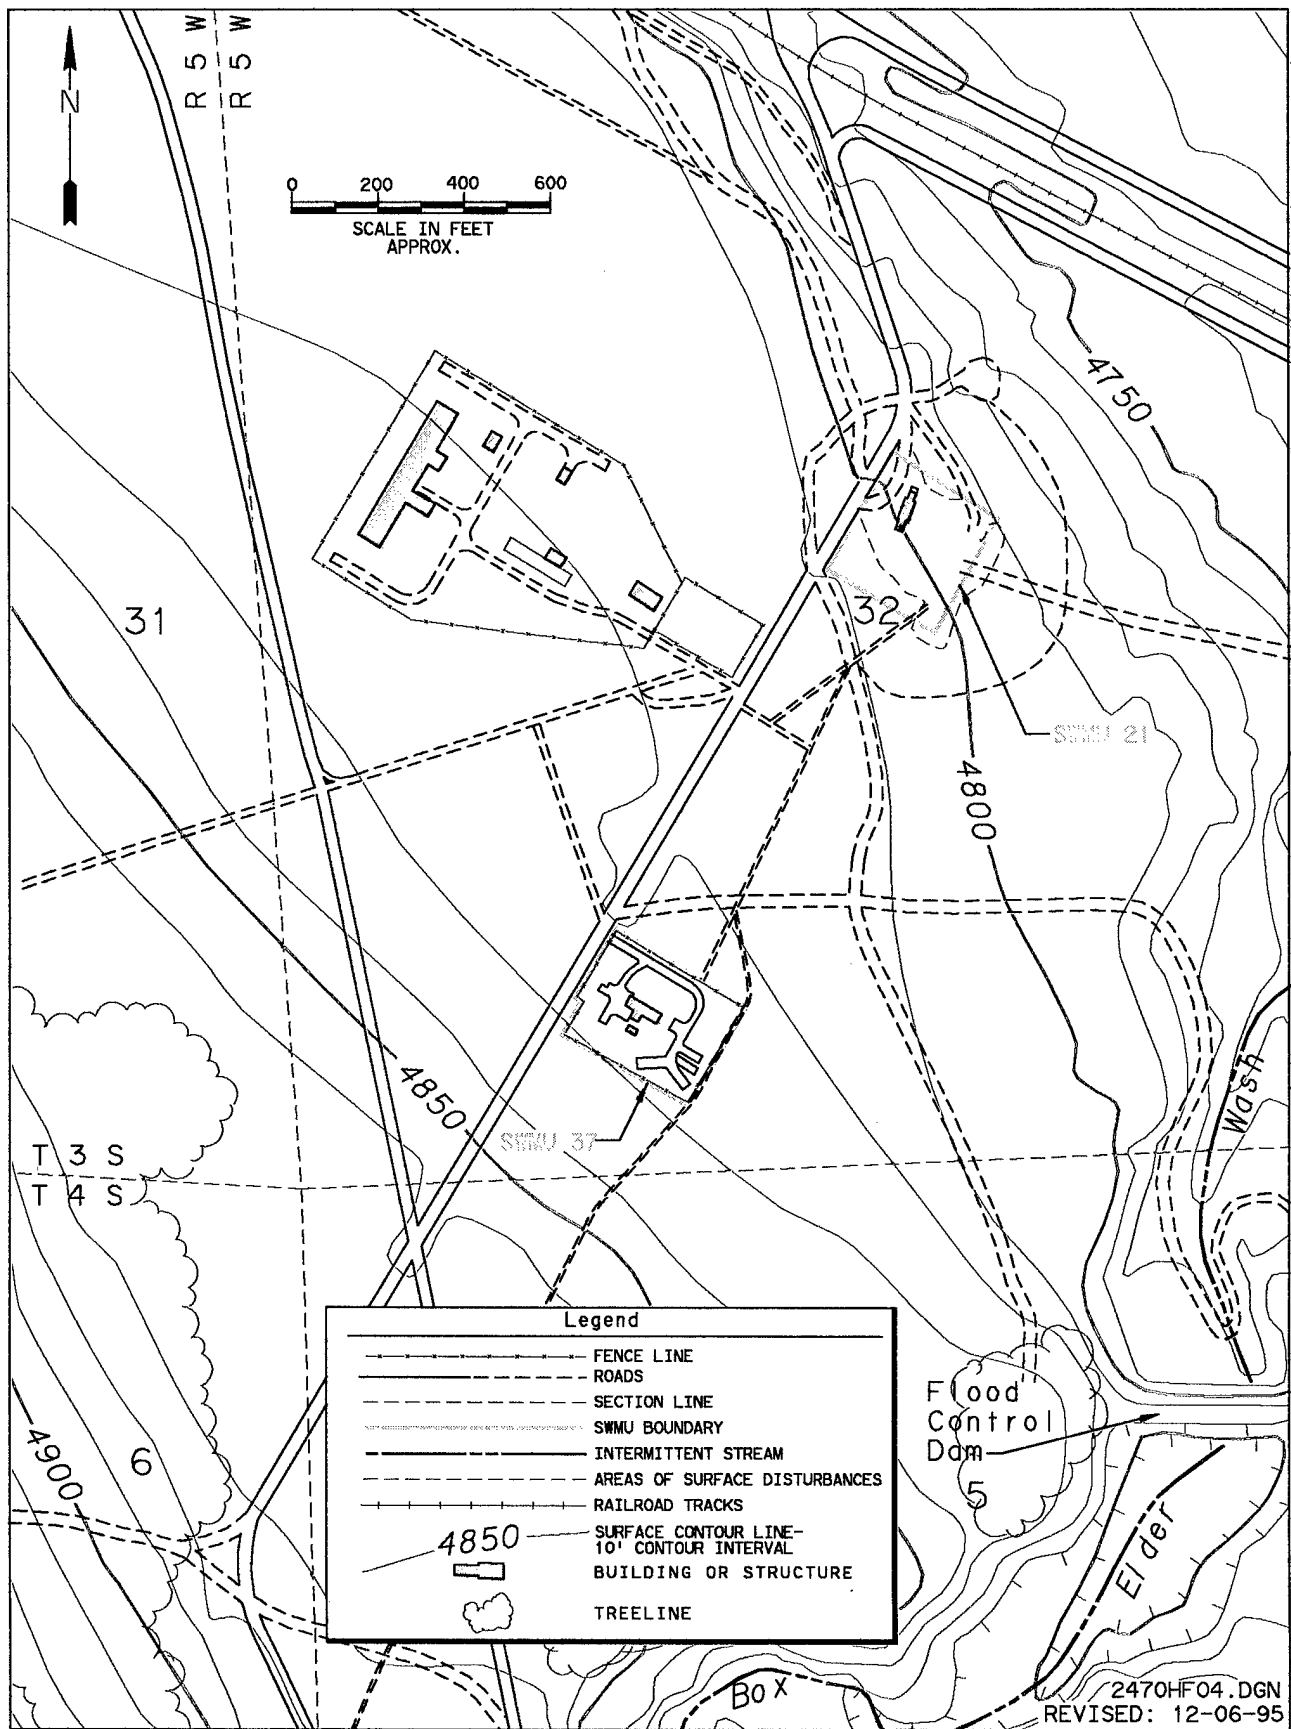 R 5 W
R 5 W
N
0 200 400 600
SCALE IN FEET
APPROX.
4750
31
32
SWMU 21
4800
Wash
4850
SWMU 37
T 3 S
T 4 S
Legend
FENCE LINE
ROADS
SECTION LINE
SWMU BOUNDARY
INTERMITTENT STREAM
AREAS OF SURFACE DISTURBANCES
RAILROAD TRACKS
4850
SURFACE CONTOUR LINE-
10' CONTOUR INTERVAL
BUILDING OR STRUCTURE
TREELINE
Flood
Control
Dam
5
4900
6
Elder
Box
2470HF04.DGN
REVISED: 12-06-95